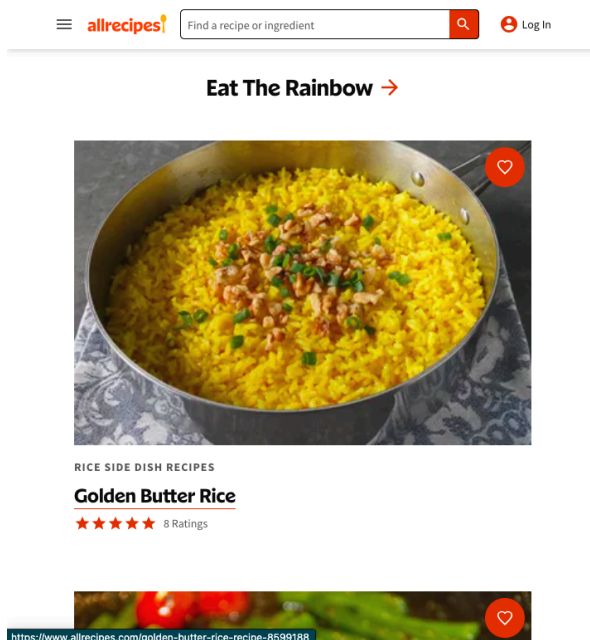 allrecipes
Find a recipe or ingredient
Log In
Eat The Rainbow
RICE SIDE DISH RECIPES
Golden Butter Rice
8 Ratings
https://www.allrecipes.com/golden-butter-rice-recipe-8599188